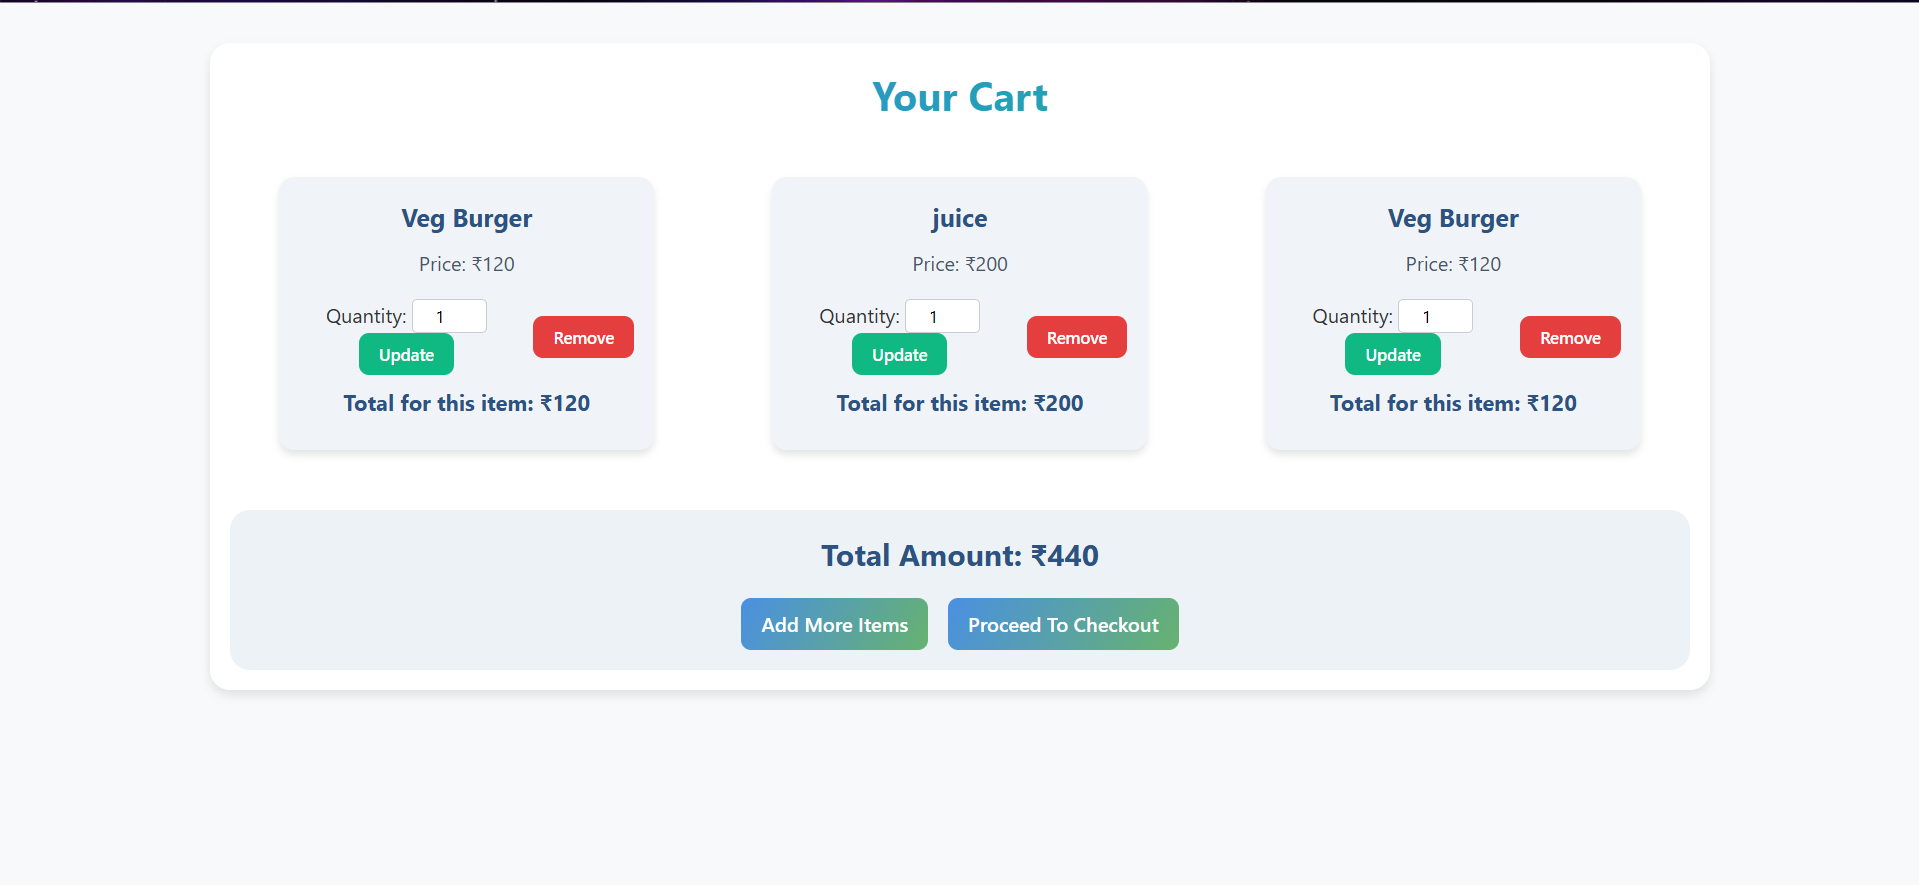 Your Cart
Veg Burger
Price: ₹120
Quantity: 1
Update
Remove
Total for this item: ₹120
juice
Price: ₹200
Quantity: 1
Update
Remove
Total for this item: ₹200
Veg Burger
Price: ₹120
Quantity: 1
Update
Remove
Total for this item: ₹120
Total Amount: ₹440
Add More Items
Proceed To Checkout